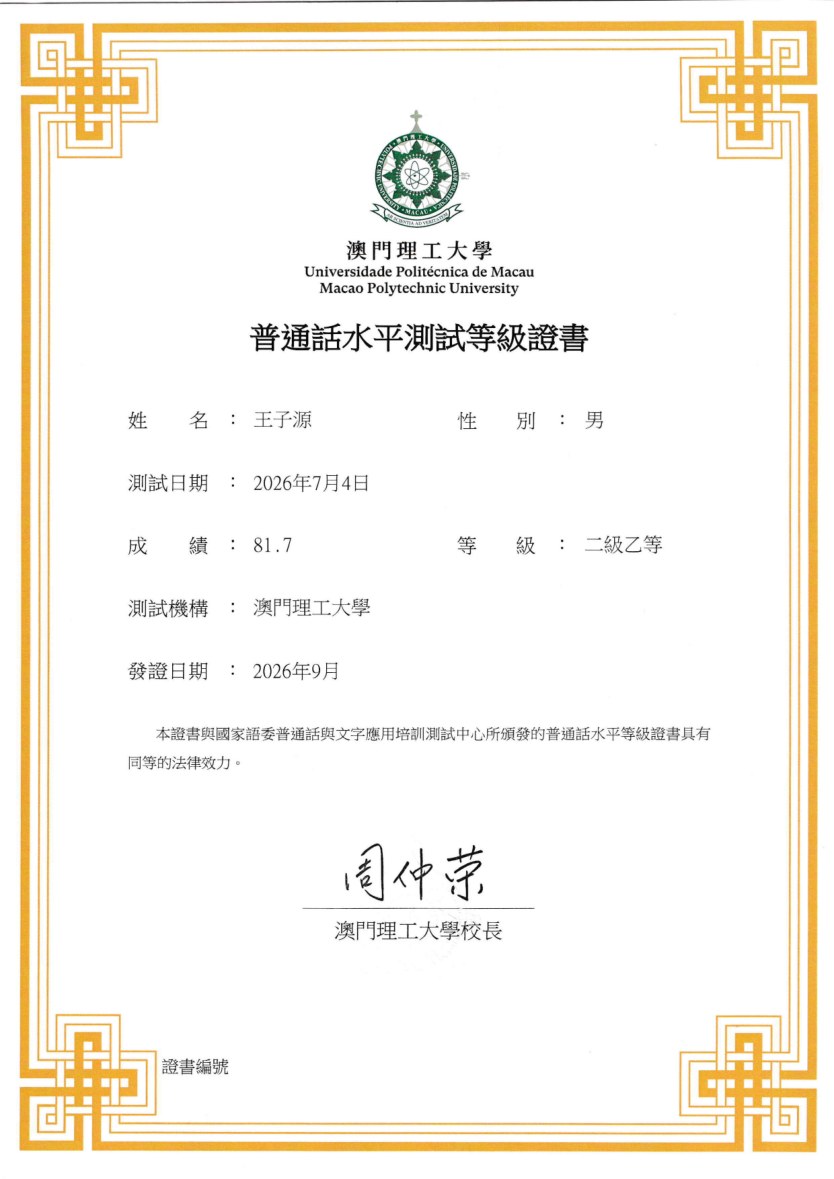 澳門理工大學
Universidade Politécnica de Macau
Macao Polytechnic University
普通話水平測試等級證書
姓 名 : 王子源 性 別 : 男
測試日期 : 2026年7月4日
成 績 : 81.7 等 級 : 二級乙等
測試機構 : 澳門理工大學
發證日期 : 2026年9月
本證書與國家語委普通話與文字應用培訓測試中心所頒發的普通話水平等級證書具有
同等的法律效力。
周仲荣
澳門理工大學校長
證書編號